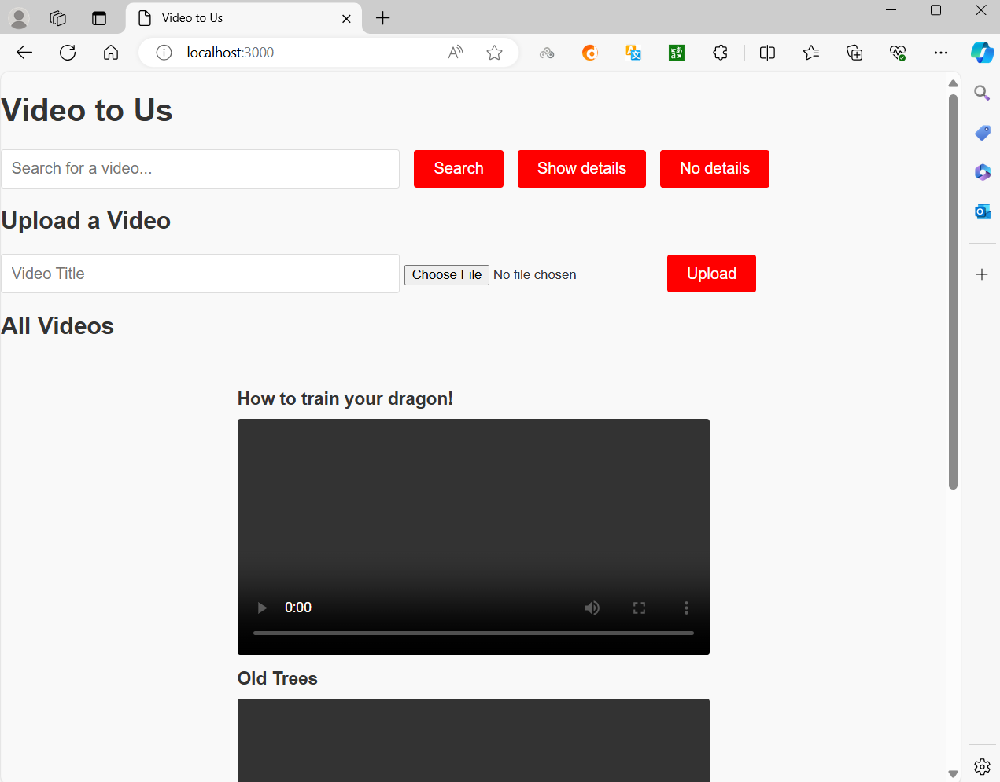 Video to Us
localhost:3000
Video to Us
Search for a video...
Search
Show details
No details
Upload a Video
Video Title
Choose File No file chosen
Upload
All Videos
How to train your dragon!
0:00
Old Trees